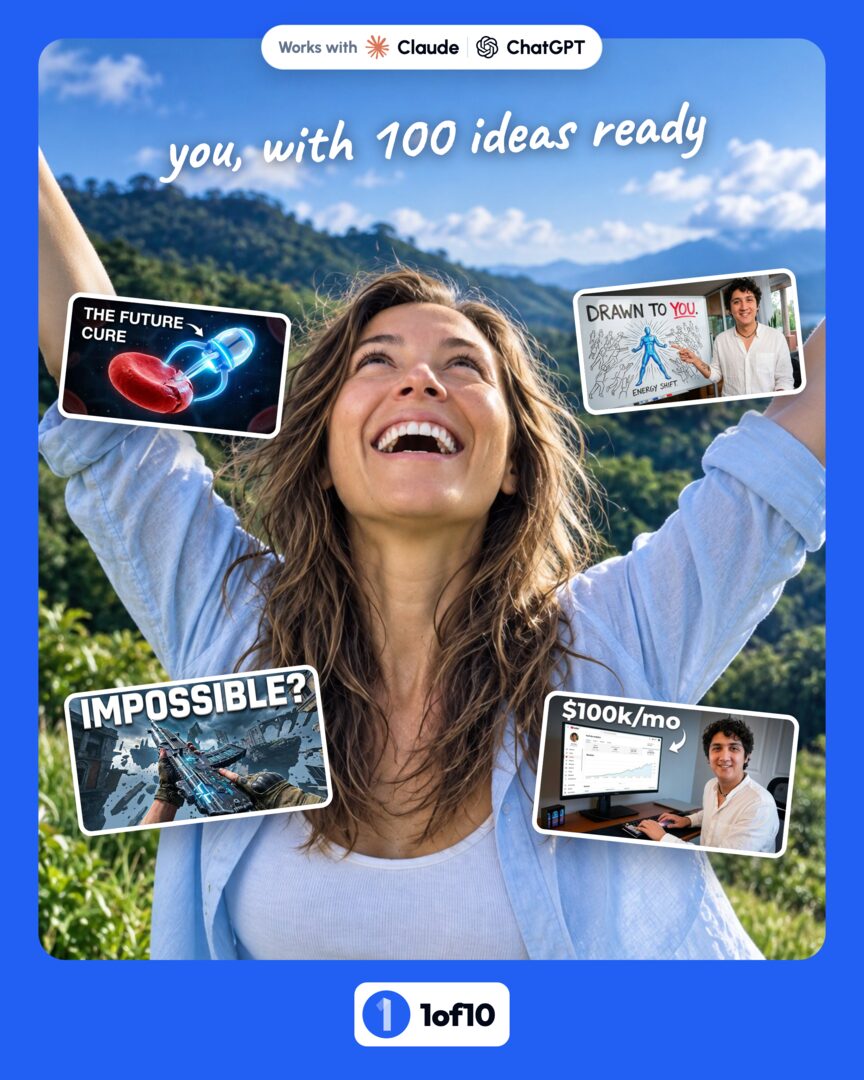 Works with Claude ChatGPT
you, with 100 ideas ready
THE FUTURE
CURE
DRAWN TO YOU.
ENERGY SHIFT
IMPOSSIBLE?
$100k/mo
1 1of10